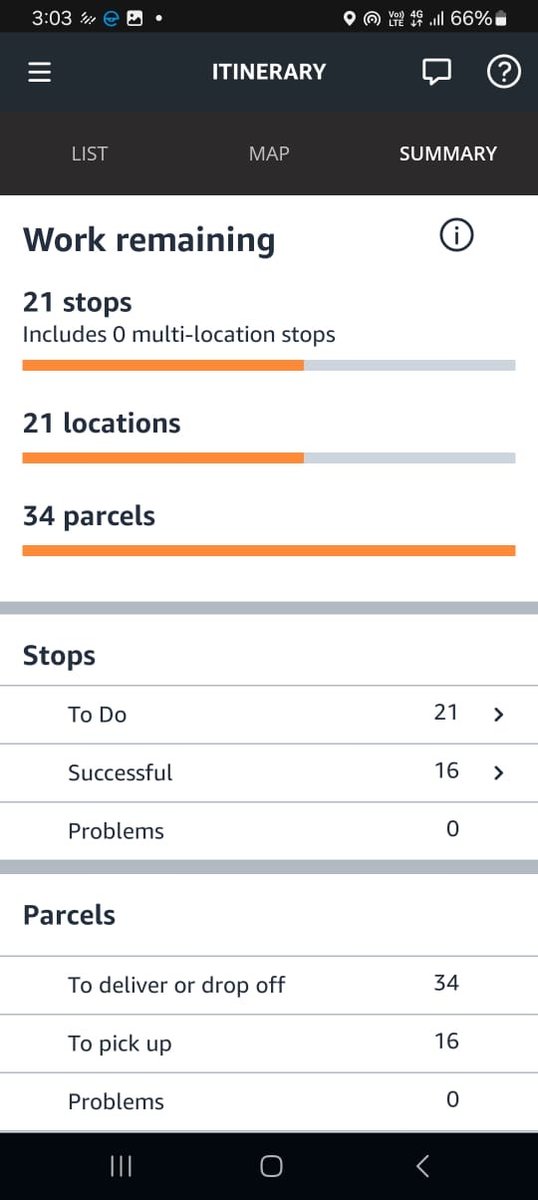 3:03
Vo)) LTE 4G 66%
ITINERARY
LIST MAP SUMMARY
Work remaining
21 stops
Includes 0 multi-location stops
21 locations
34 parcels
Stops
To Do 21
Successful 16
Problems 0
Parcels
To deliver or drop off 34
To pick up 16
Problems 0